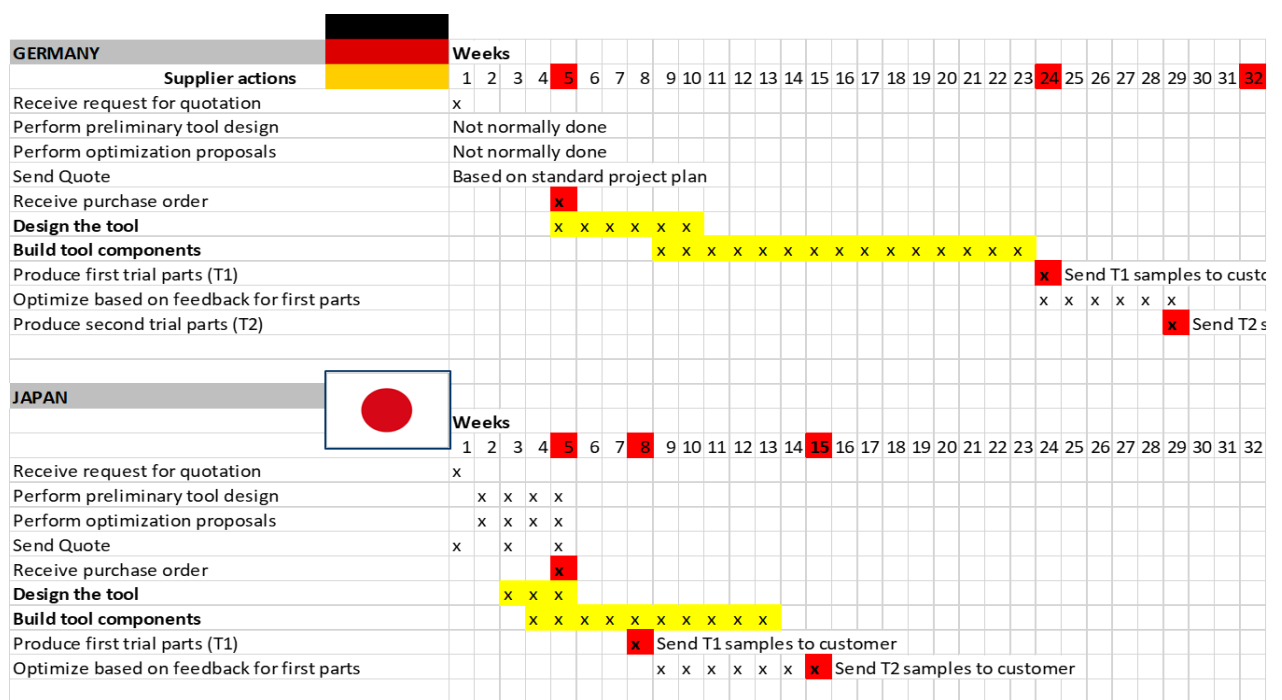 GERMANY Weeks
Supplier actions 1 2 3 4 5 6 7 8 9 10 11 12 13 14 15 16 17 18 19 20 21 22 23 24 25 26 27 28 29 30 31 32
Receive request for quotation x
Perform preliminary tool design Not normally done
Perform optimization proposals Not normally done
Send Quote Based on standard project plan
Receive purchase order x
Design the tool x x x x x x
Build tool components x x x x x x x x x x x x x x x
Produce first trial parts (T1) x Send T1 samples to custo
Optimize based on feedback for first parts x x x x x x
Produce second trial parts (T2) x Send T2 s
JAPAN
Weeks
1 2 3 4 5 6 7 8 9 10 11 12 13 14 15 16 17 18 19 20 21 22 23 24 25 26 27 28 29 30 31 32
Receive request for quotation x
Perform preliminary tool design x x x x
Perform optimization proposals x x x x
Send Quote x x x
Receive purchase order x
Design the tool x x x
Build tool components x x x x x x x x x x
Produce first trial parts (T1) x Send T1 samples to customer
Optimize based on feedback for first parts x x x x x x x Send T2 samples to customer